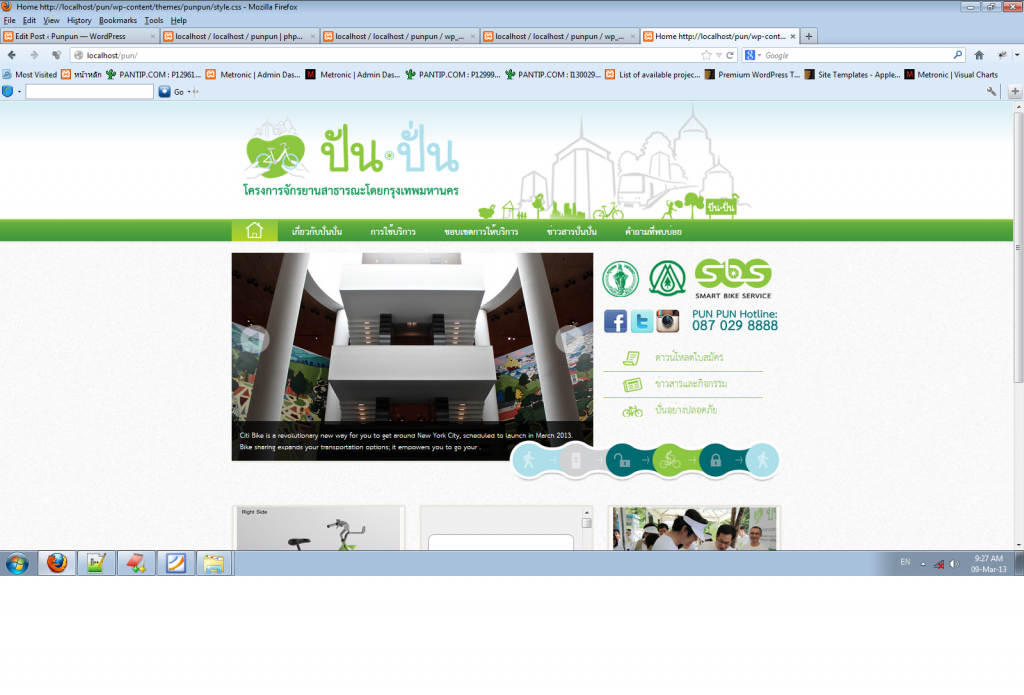 Home http://localhost/pun/wp-content/themes/punpun/style.css - Mozilla Firefox
File Edit View History Bookmarks Tools Help
Edit Post ‹ Punpun — WordPress
localhost / localhost / punpun | php...
localhost / localhost / punpun / wp_...
localhost / localhost / punpun / wp_...
Home http://localhost/pun/wp-cont...
localhost/pun/
Google
Most Visited หน้าหลัก PANTIP.COM : P12961... Metronic | Admin Das... Metronic | Admin Das... PANTIP.COM : P12999... PANTIP.COM : I130029... List of available projec... Premium WordPress T... Site Templates - Apple... Metronic | Visual Charts
Go
ปัน ปั่น
โครงการจักรยานสาธารณะโดยกรุงเทพมหานคร
ปัน-ปั่น
เกี่ยวกับปันปั่น การใช้บริการ ขอบเขตการให้บริการ ข่าวสารปันปั่น คำถามที่พบบ่อย
sbs
SMART BIKE SERVICE
PUN PUN Hotline:
087 029 8888
ดาวน์โหลดใบสมัคร
ข่าวสารและกิจกรรม
ปั่นอย่างปลอดภัย
Citi Bike is a revolutionary new way for you to get around New York City, scheduled to launch in March 2013.
Bike sharing expands your transportation options; it empowers you to go your .
Right Side
EN
9:27 AM
09-Mar-13